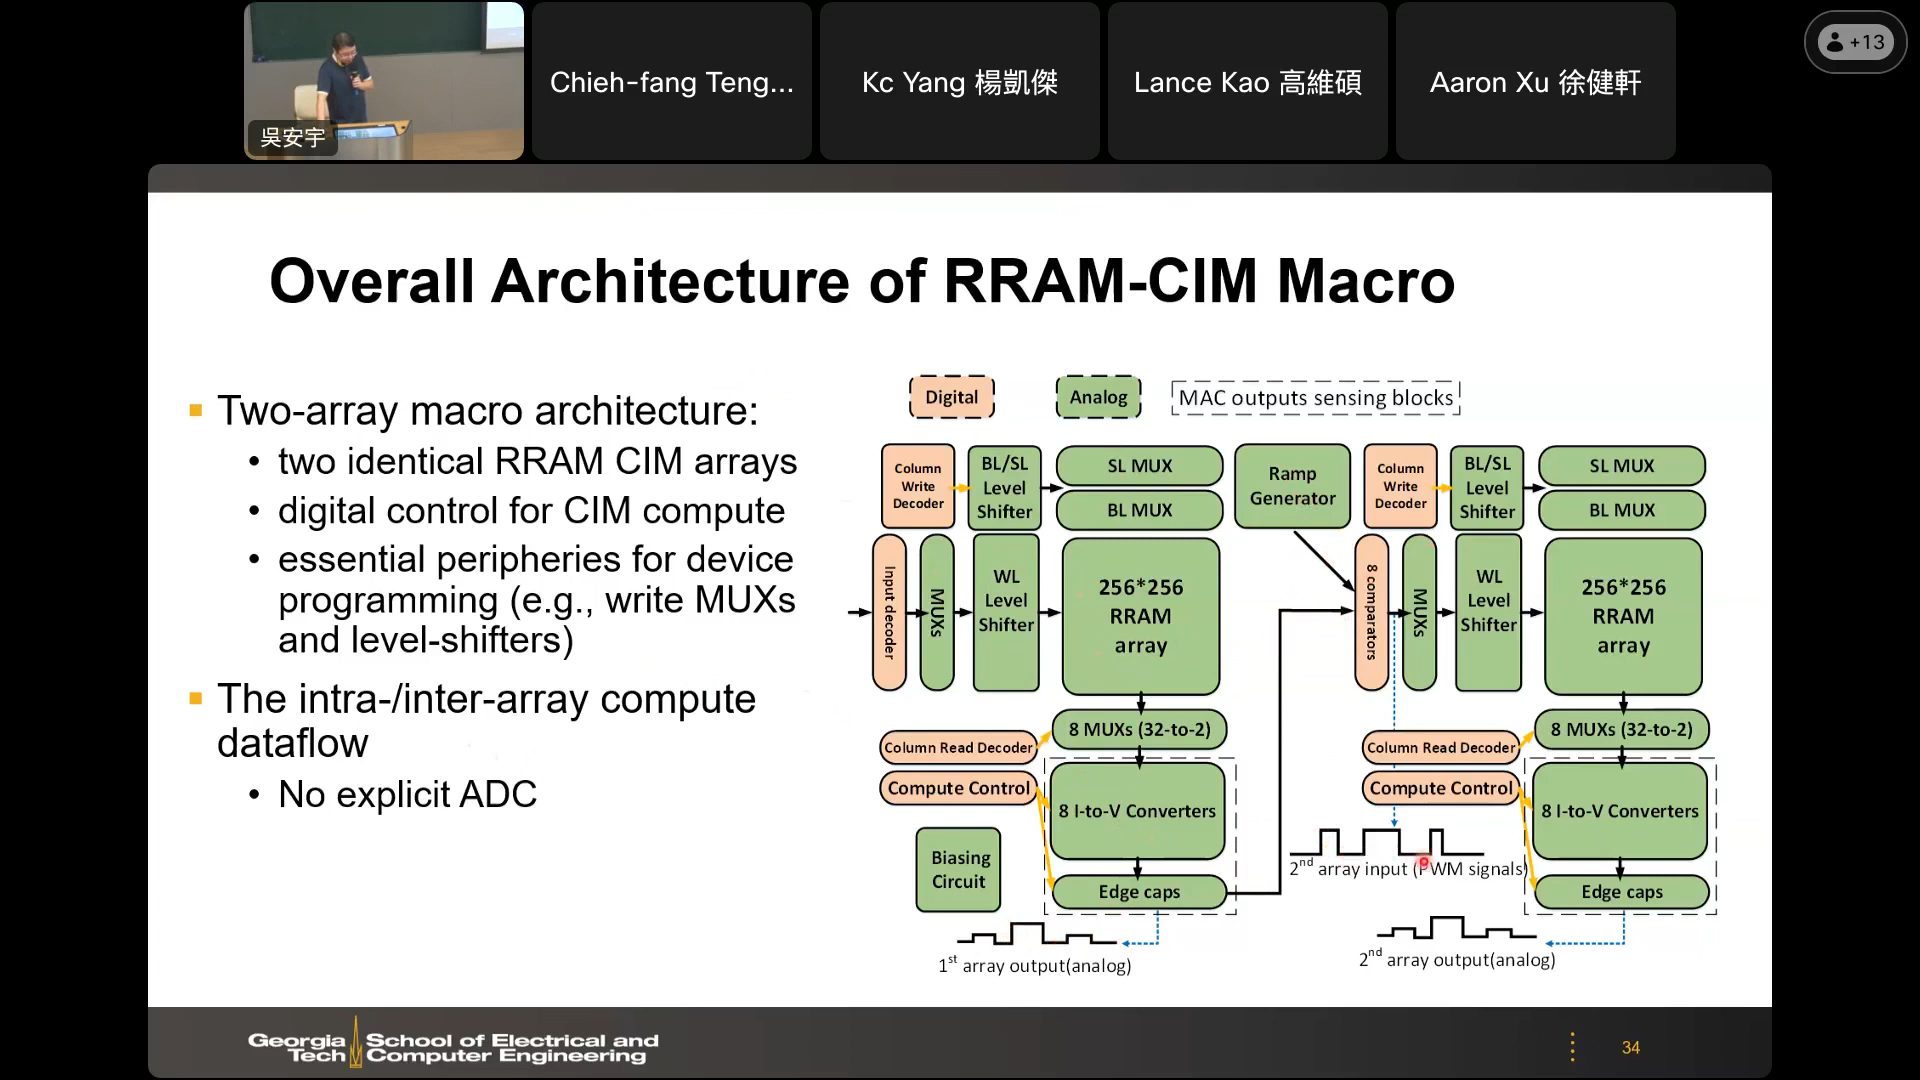 吳安宇
Chieh-fang Teng...
Kc Yang 楊凱傑
Lance Kao 高維碩
Aaron Xu 徐健軒
+13
Overall Architecture of RRAM-CIM Macro
Two-array macro architecture:
• two identical RRAM CIM arrays
• digital control for CIM compute
• essential peripheries for device
programming (e.g., write MUXs
and level-shifters)
The intra-/inter-array compute
dataflow
• No explicit ADC
Digital
Analog
MAC outputs sensing blocks
Column
Write
Decoder
BL/SL
Level
Shifter
SL MUX
BL MUX
Ramp
Generator
Column
Write
Decoder
BL/SL
Level
Shifter
SL MUX
BL MUX
Input decoder
MUXs
WL
Level
Shifter
256*256
RRAM
array
8 comparators
MUXs
WL
Level
Shifter
256*256
RRAM
array
8 MUXs (32-to-2)
Column Read Decoder
Compute Control
8 I-to-V Converters
Biasing
Circuit
Edge caps
1st array output(analog)
8 MUXs (32-to-2)
Column Read Decoder
Compute Control
8 I-to-V Converters
2nd array input (PWM signals)
Edge caps
2nd array output(analog)
Georgia Tech
School of Electrical and
Computer Engineering
34